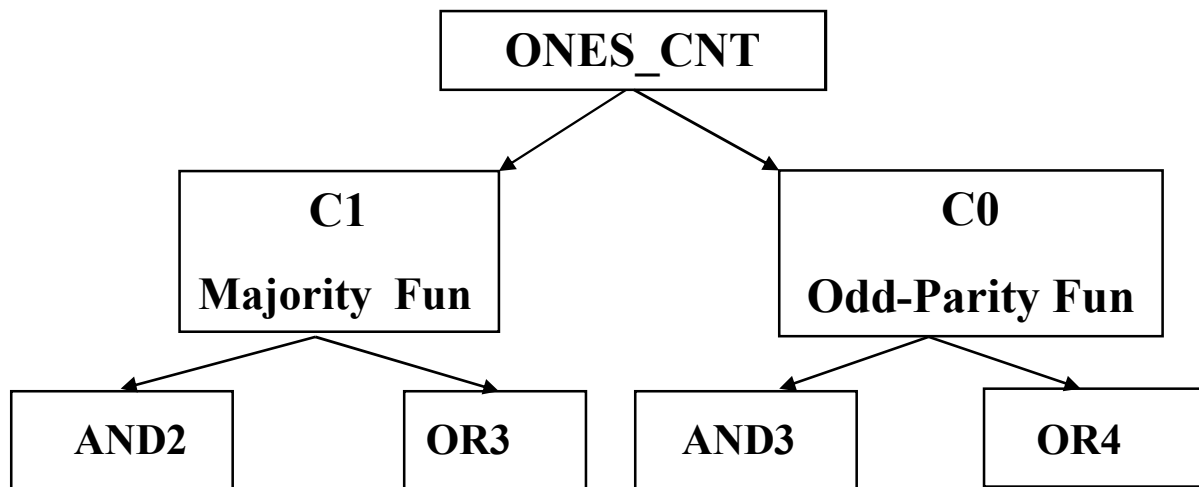 ONES_CNT
C1
Majority Fun
C0
Odd-Parity Fun
AND2
OR3
AND3
OR4